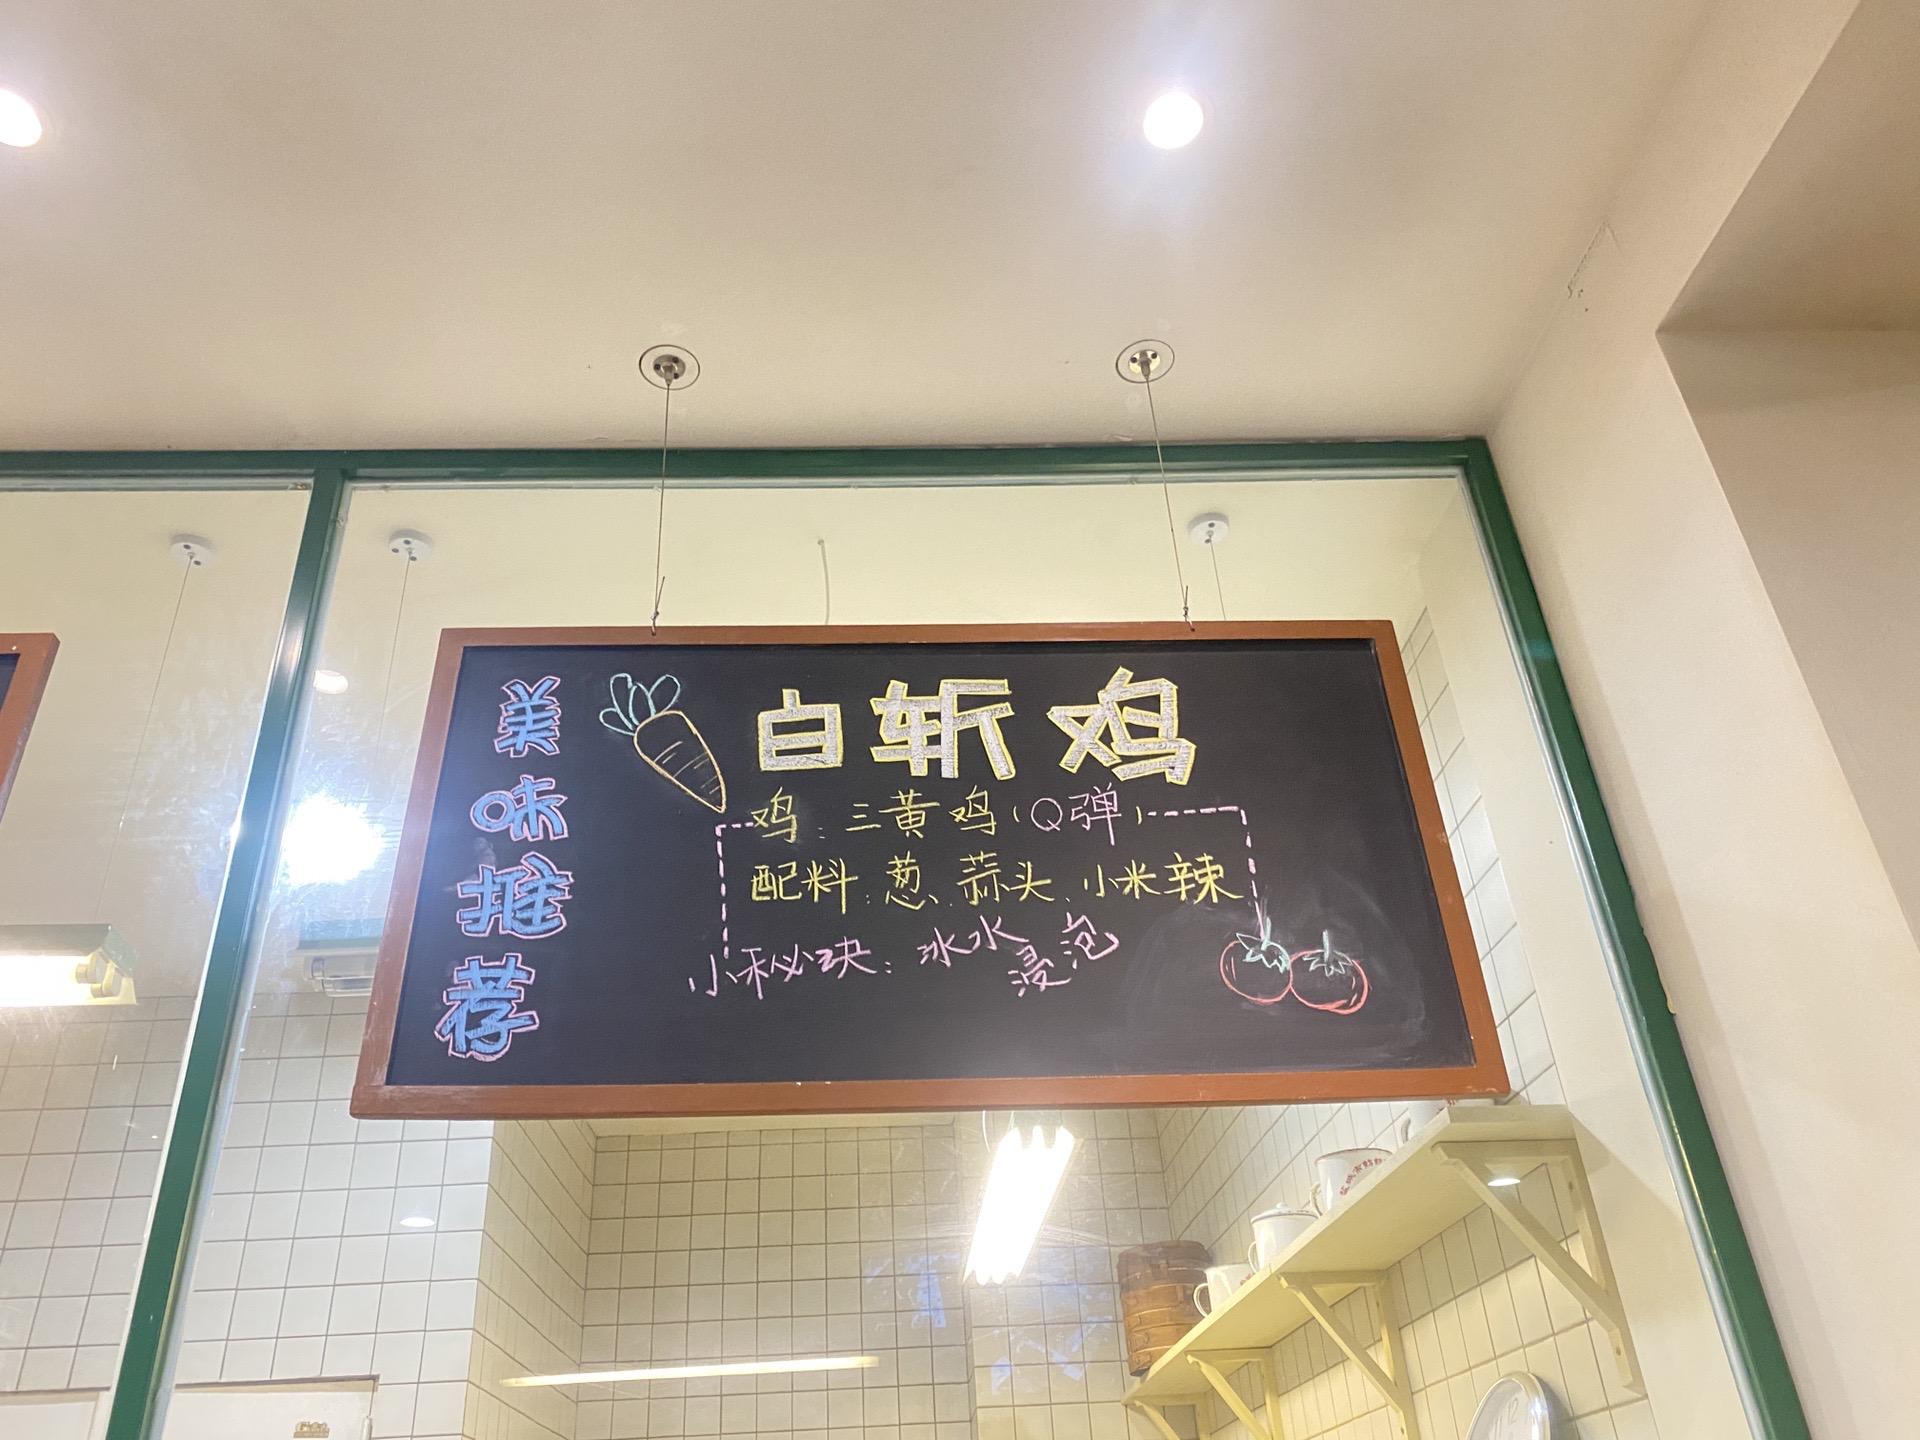 美味推荐
白斩鸡
鸡：三黄鸡（Q弹）
配料：葱、蒜头、小米辣
小秘诀：冰水浸泡